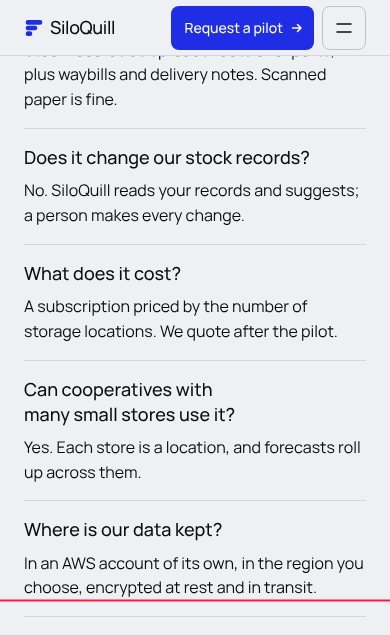 SiloQuill
Request a pilot
plus waybills and delivery notes. Scanned
paper is fine.
Does it change our stock records?
No. SiloQuill reads your records and suggests;
a person makes every change.
What does it cost?
A subscription priced by the number of
storage locations. We quote after the pilot.
Can cooperatives with
many small stores use it?
Yes. Each store is a location, and forecasts roll
up across them.
Where is our data kept?
In an AWS account of its own, in the region you
choose, encrypted at rest and in transit.